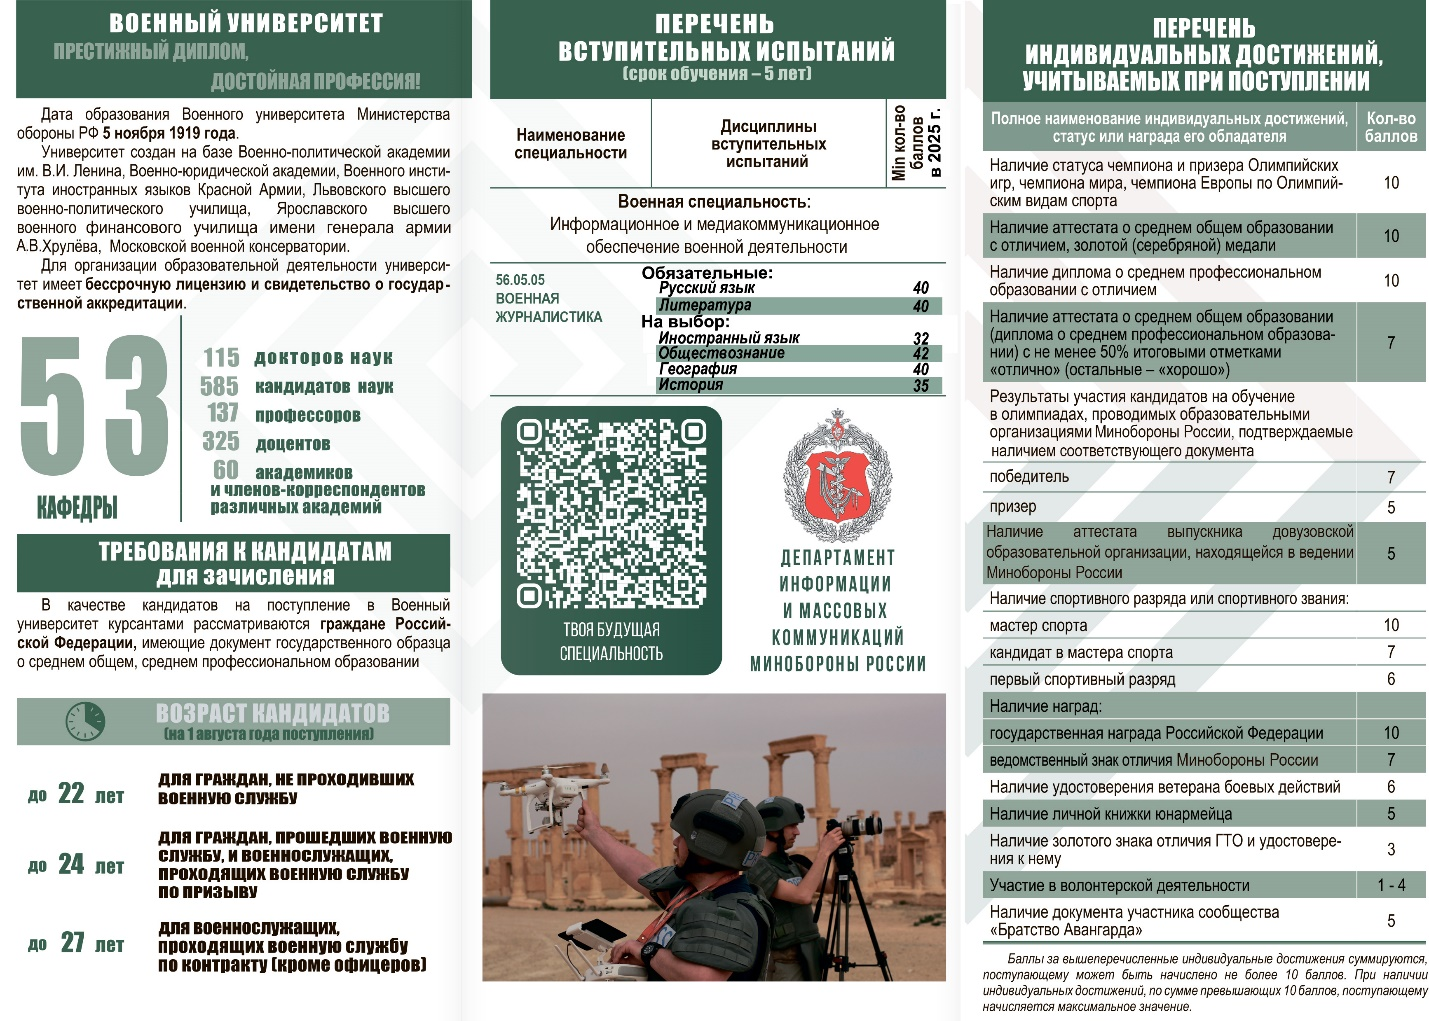 ВОЕННЫЙ УНИВЕРСИТЕТ
ПРЕСТИЖНЫЙ ДИПЛОМ,
ДОСТОЙНАЯ ПРОФЕССИЯ!
Дата образования Военного университета Министерства
обороны РФ 5 ноября 1919 года.
Университет создан на базе Военно-политической академии
им. В.И. Ленина, Военно-юридической академии, Военного инсти-
тута иностранных языков Красной Армии, Львовского высшего
военно-политического училища, Ярославского высшего
военного финансового училища имени генерала армии
А.В.Хрулёва, Московской военной консерватории.
Для организации образовательной деятельности универси-
тет имеет бессрочную лицензию и свидетельство о государ-
ственной аккредитации.
53
КАФЕДРЫ
115 докторов наук
585 кандидатов наук
137 профессоров
325 доцентов
60 академиков
и членов-корреспондентов
различных академий
ТРЕБОВАНИЯ К КАНДИДАТАМ
для зачисления
В качестве кандидатов на поступление в Военный
университет курсантами рассматриваются граждане Россий-
ской Федерации, имеющие документ государственного образца
о среднем общем, среднем профессиональном образовании
ВОЗРАСТ КАНДИДАТОВ
(на 1 августа года поступления)
до 22 лет
ДЛЯ ГРАЖДАН, НЕ ПРОХОДИВШИХ
ВОЕННУЮ СЛУЖБУ
до 24 лет
ДЛЯ ГРАЖДАН, ПРОШЕДШИХ ВОЕННУЮ
СЛУЖБУ, И ВОЕННОСЛУЖАЩИХ,
ПРОХОДЯЩИХ ВОЕННУЮ СЛУЖБУ
ПО ПРИЗЫВУ
до 27 лет
ДЛЯ ВОЕННОСЛУЖАЩИХ,
ПРОХОДЯЩИХ ВОЕННУЮ СЛУЖБУ
ПО КОНТРАКТУ (КРОМЕ ОФИЦЕРОВ)
ПЕРЕЧЕНЬ
ВСТУПИТЕЛЬНЫХ ИСПЫТАНИЙ
(срок обучения – 5 лет)
Наименование
специальности
Дисциплины
вступительных
испытаний
Min кол-во
баллов
в 2025 г.
Военная специальность:
Информационное и медиакоммуникационное
обеспечение военной деятельности
56.05.05
ВОЕННАЯ
ЖУРНАЛИСТИКА
Обязательные:
Русский язык 40
Литература 40
На выбор:
Иностранный язык 32
Обществознание 42
География 40
История 35
ТВОЯ БУДУЩАЯ
СПЕЦИАЛЬНОСТЬ
ДЕПАРТАМЕНТ
ИНФОРМАЦИИ
И МАССОВЫХ
КОММУНИКАЦИЙ
МИНОБОРОНЫ РОССИИ
ПЕРЕЧЕНЬ
ИНДИВИДУАЛЬНЫХ ДОСТИЖЕНИЙ,
УЧИТЫВАЕМЫХ ПРИ ПОСТУПЛЕНИИ
Полное наименование индивидуальных достижений,
статус или награда его обладателя
Кол-во
баллов
Наличие статуса чемпиона и призера Олимпийских
игр, чемпиона мира, чемпиона Европы по Олимпий-
ским видам спорта
10
Наличие аттестата о среднем общем образовании
с отличием, золотой (серебряной) медали
10
Наличие диплома о среднем профессиональном
образовании с отличием
10
Наличие аттестата о среднем общем образовании
(диплома о среднем профессиональном образова-
нии) с не менее 50% итоговыми отметками
«отлично» (остальные – «хорошо»)
7
Результаты участия кандидатов на обучение
в олимпиадах, проводимых образовательными
организациями Минобороны России, подтверждаемые
наличием соответствующего документа
победитель 7
призер 5
Наличие аттестата выпускника довузовской
образовательной организации, находящейся в ведении
Минобороны России
5
Наличие спортивного разряда или спортивного звания:
мастер спорта 10
кандидат в мастера спорта 7
первый спортивный разряд 6
Наличие наград:
государственная награда Российской Федерации 10
ведомственный знак отличия Минобороны России 7
Наличие удостоверения ветерана боевых действий 6
Наличие личной книжки юнармейца 5
Наличие золотого знака отличия ГТО и удостовере-
ния к нему
3
Участие в волонтерской деятельности 1 - 4
Наличие документа участника сообщества
«Братство Авангарда»
5
Баллы за вышеперечисленные индивидуальные достижения суммируются,
поступающему может быть начислено не более 10 баллов. При наличии
индивидуальных достижений, по сумме превышающих 10 баллов, поступающему
начисляется максимальное значение.